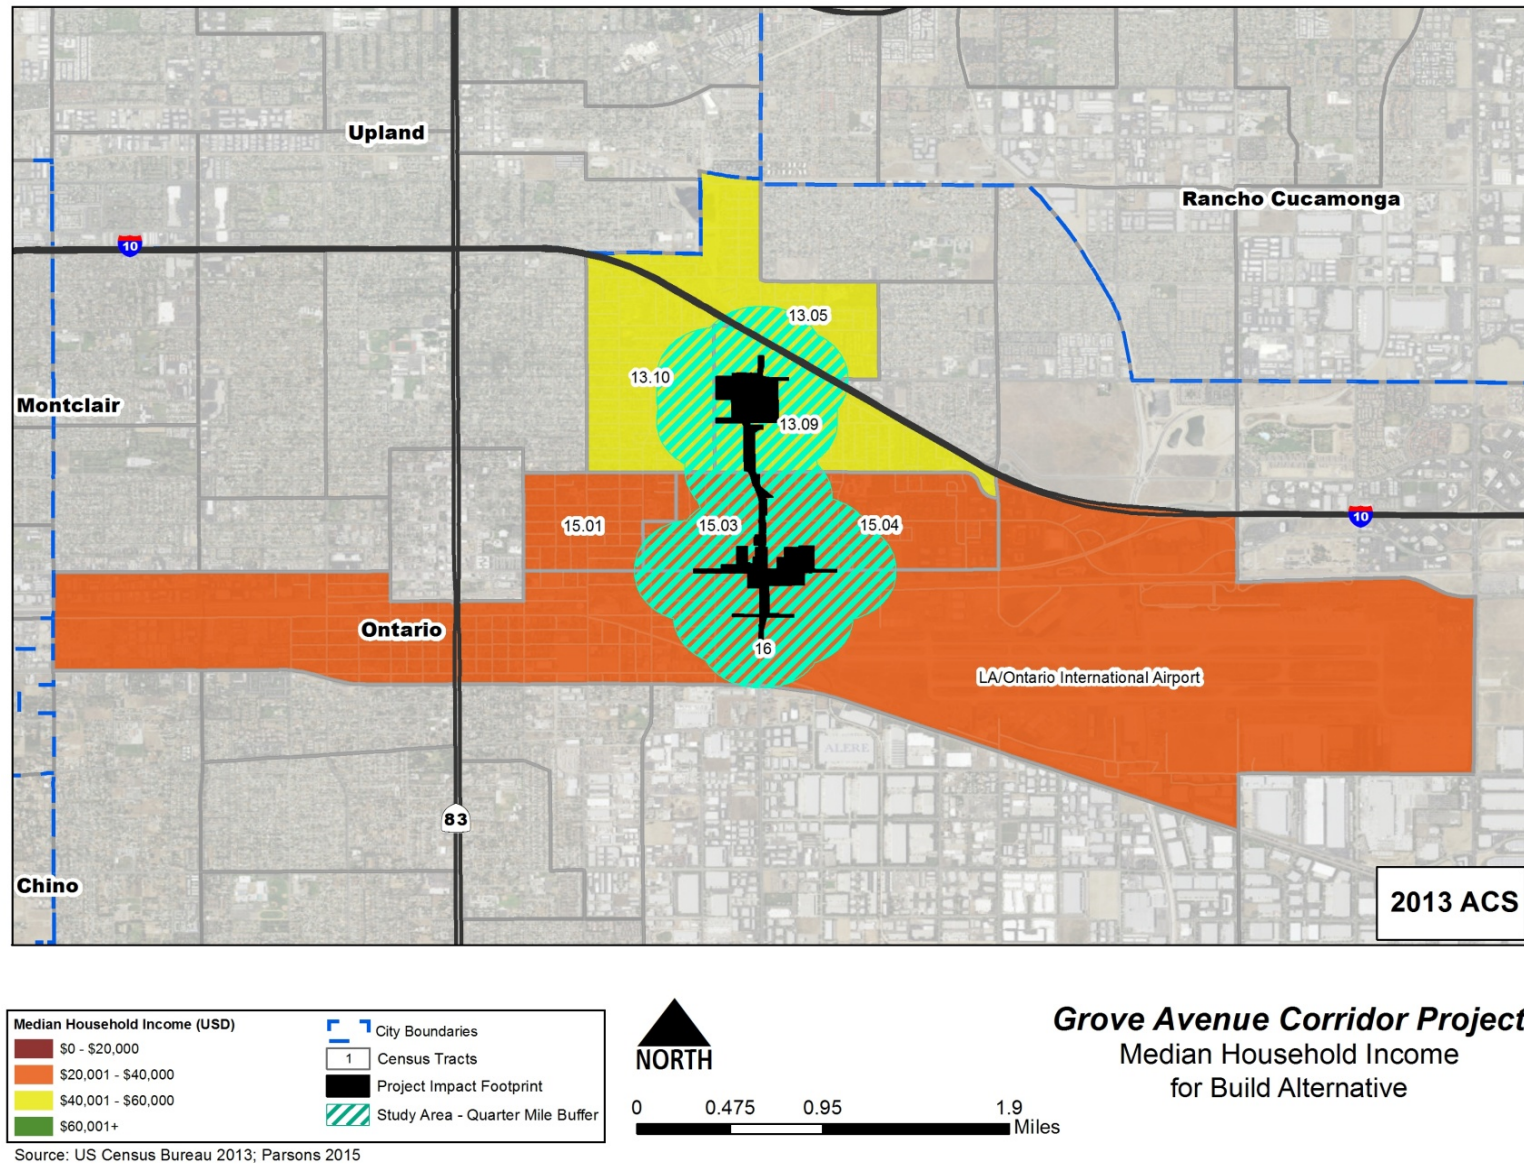 Upland
Rancho Cucamonga
10
13.05
13.10
Montclair
13.09
15.01
15.03
15.04
10
Ontario
16
LA/Ontario International Airport
ALERE
83
Chino
2013 ACS
Median Household Income (USD)
$0 - $20,000
$20,001 - $40,000
$40,001 - $60,000
$60,001+
City Boundaries
1 Census Tracts
Project Impact Footprint
Study Area - Quarter Mile Buffer
Source: US Census Bureau 2013; Parsons 2015
NORTH
0 0.475 0.95 1.9
Miles
Grove Avenue Corridor Project
Median Household Income
for Build Alternative